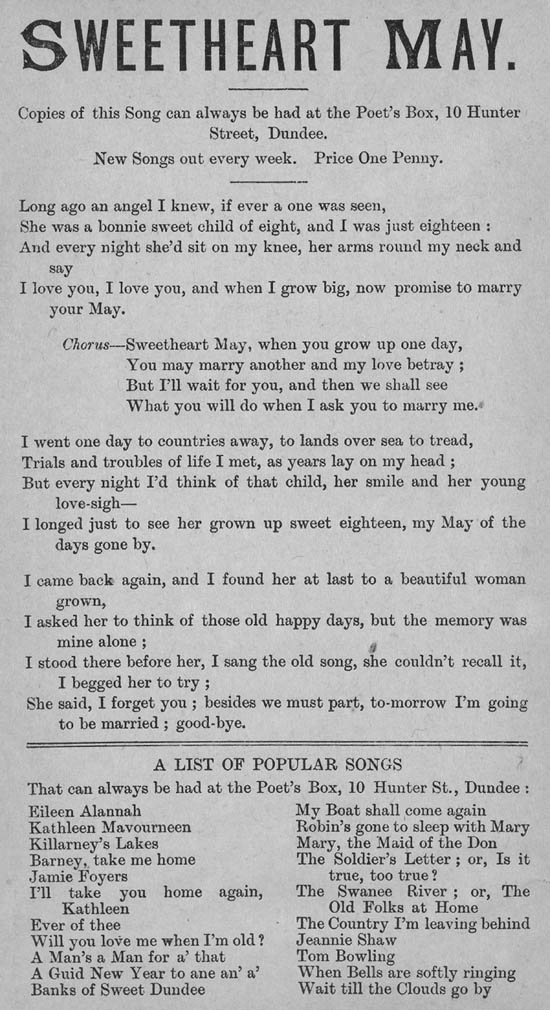 SWEETHEART MAY.
Copies of this Song can always be had at the Poet's Box, 10 Hunter
Street, Dundee.
New Songs out every week. Price One Penny.
Long ago an angel I knew, if ever a one was seen,
She was a bonnie sweet child of eight, and I was just eighteen :
And every night she'd sit on my knee, her arms round my neck and
say
I love you, I love you, and when I grow big, now promise to marry
your May.
Chorus—Sweetheart May, when you grow up one day,
You may marry another and my love betray ;
But I'll wait for you, and then we shall see
What you will do when I ask you to marry me.
I went one day to countries away, to lands over sea to tread,
Trials and troubles of life I met, as years lay on my head ;
But every night I'd think of that child, her smile and her young
love-sigh—
I longed just to see her grown up sweet eighteen, my May of the
days gone by.
I came back again, and I found her at last to a beautiful woman
grown,
I asked her to think of those old happy days, but the memory was
mine alone ;
I stood there before her, I sang the old song, she couldn't recall it,
I begged her to try ;
She said, I forget you ; besides we must part, to-morrow I'm going
to be married ; good-bye.
A LIST OF POPULAR SONGS
That can always be had at the Poet's Box, 10 Hunter St., Dundee :
Eileen Alannah
Kathleen Mavourneen
Killarney's Lakes
Barney, take me home
Jamie Foyers
I'll take you home again,
Kathleen
Ever of thee
Will you love me when I'm old ?
A Man's a Man for a' that
A Guid New Year to ane an' a'
Banks of Sweet Dundee
My Boat shall come again
Robin's gone to sleep with Mary
Mary, the Maid of the Don
The Soldier's Letter ; or, Is it
true, too true ?
The Swanee River ; or, The
Old Folks at Home
The Country I'm leaving behind
Jeannie Shaw
Tom Bowling
When Bells are softly ringing
Wait till the Clouds go by